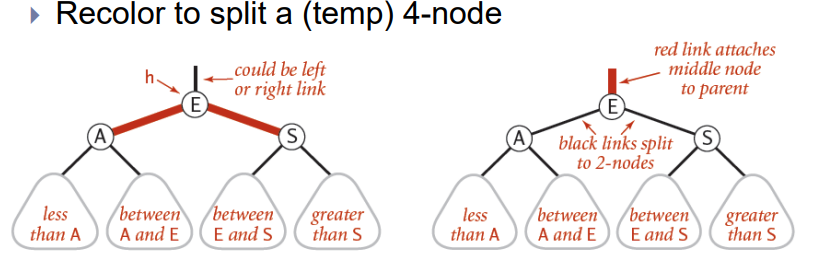 Recolor to split a (temp) 4-node
h
could be left
or right link
E
A
S
less
than A
between
A and E
between
E and S
greater
than S
red link attaches
middle node
to parent
E
A
black links split
to 2-nodes
S
less
than A
between
A and E
between
E and S
greater
than S